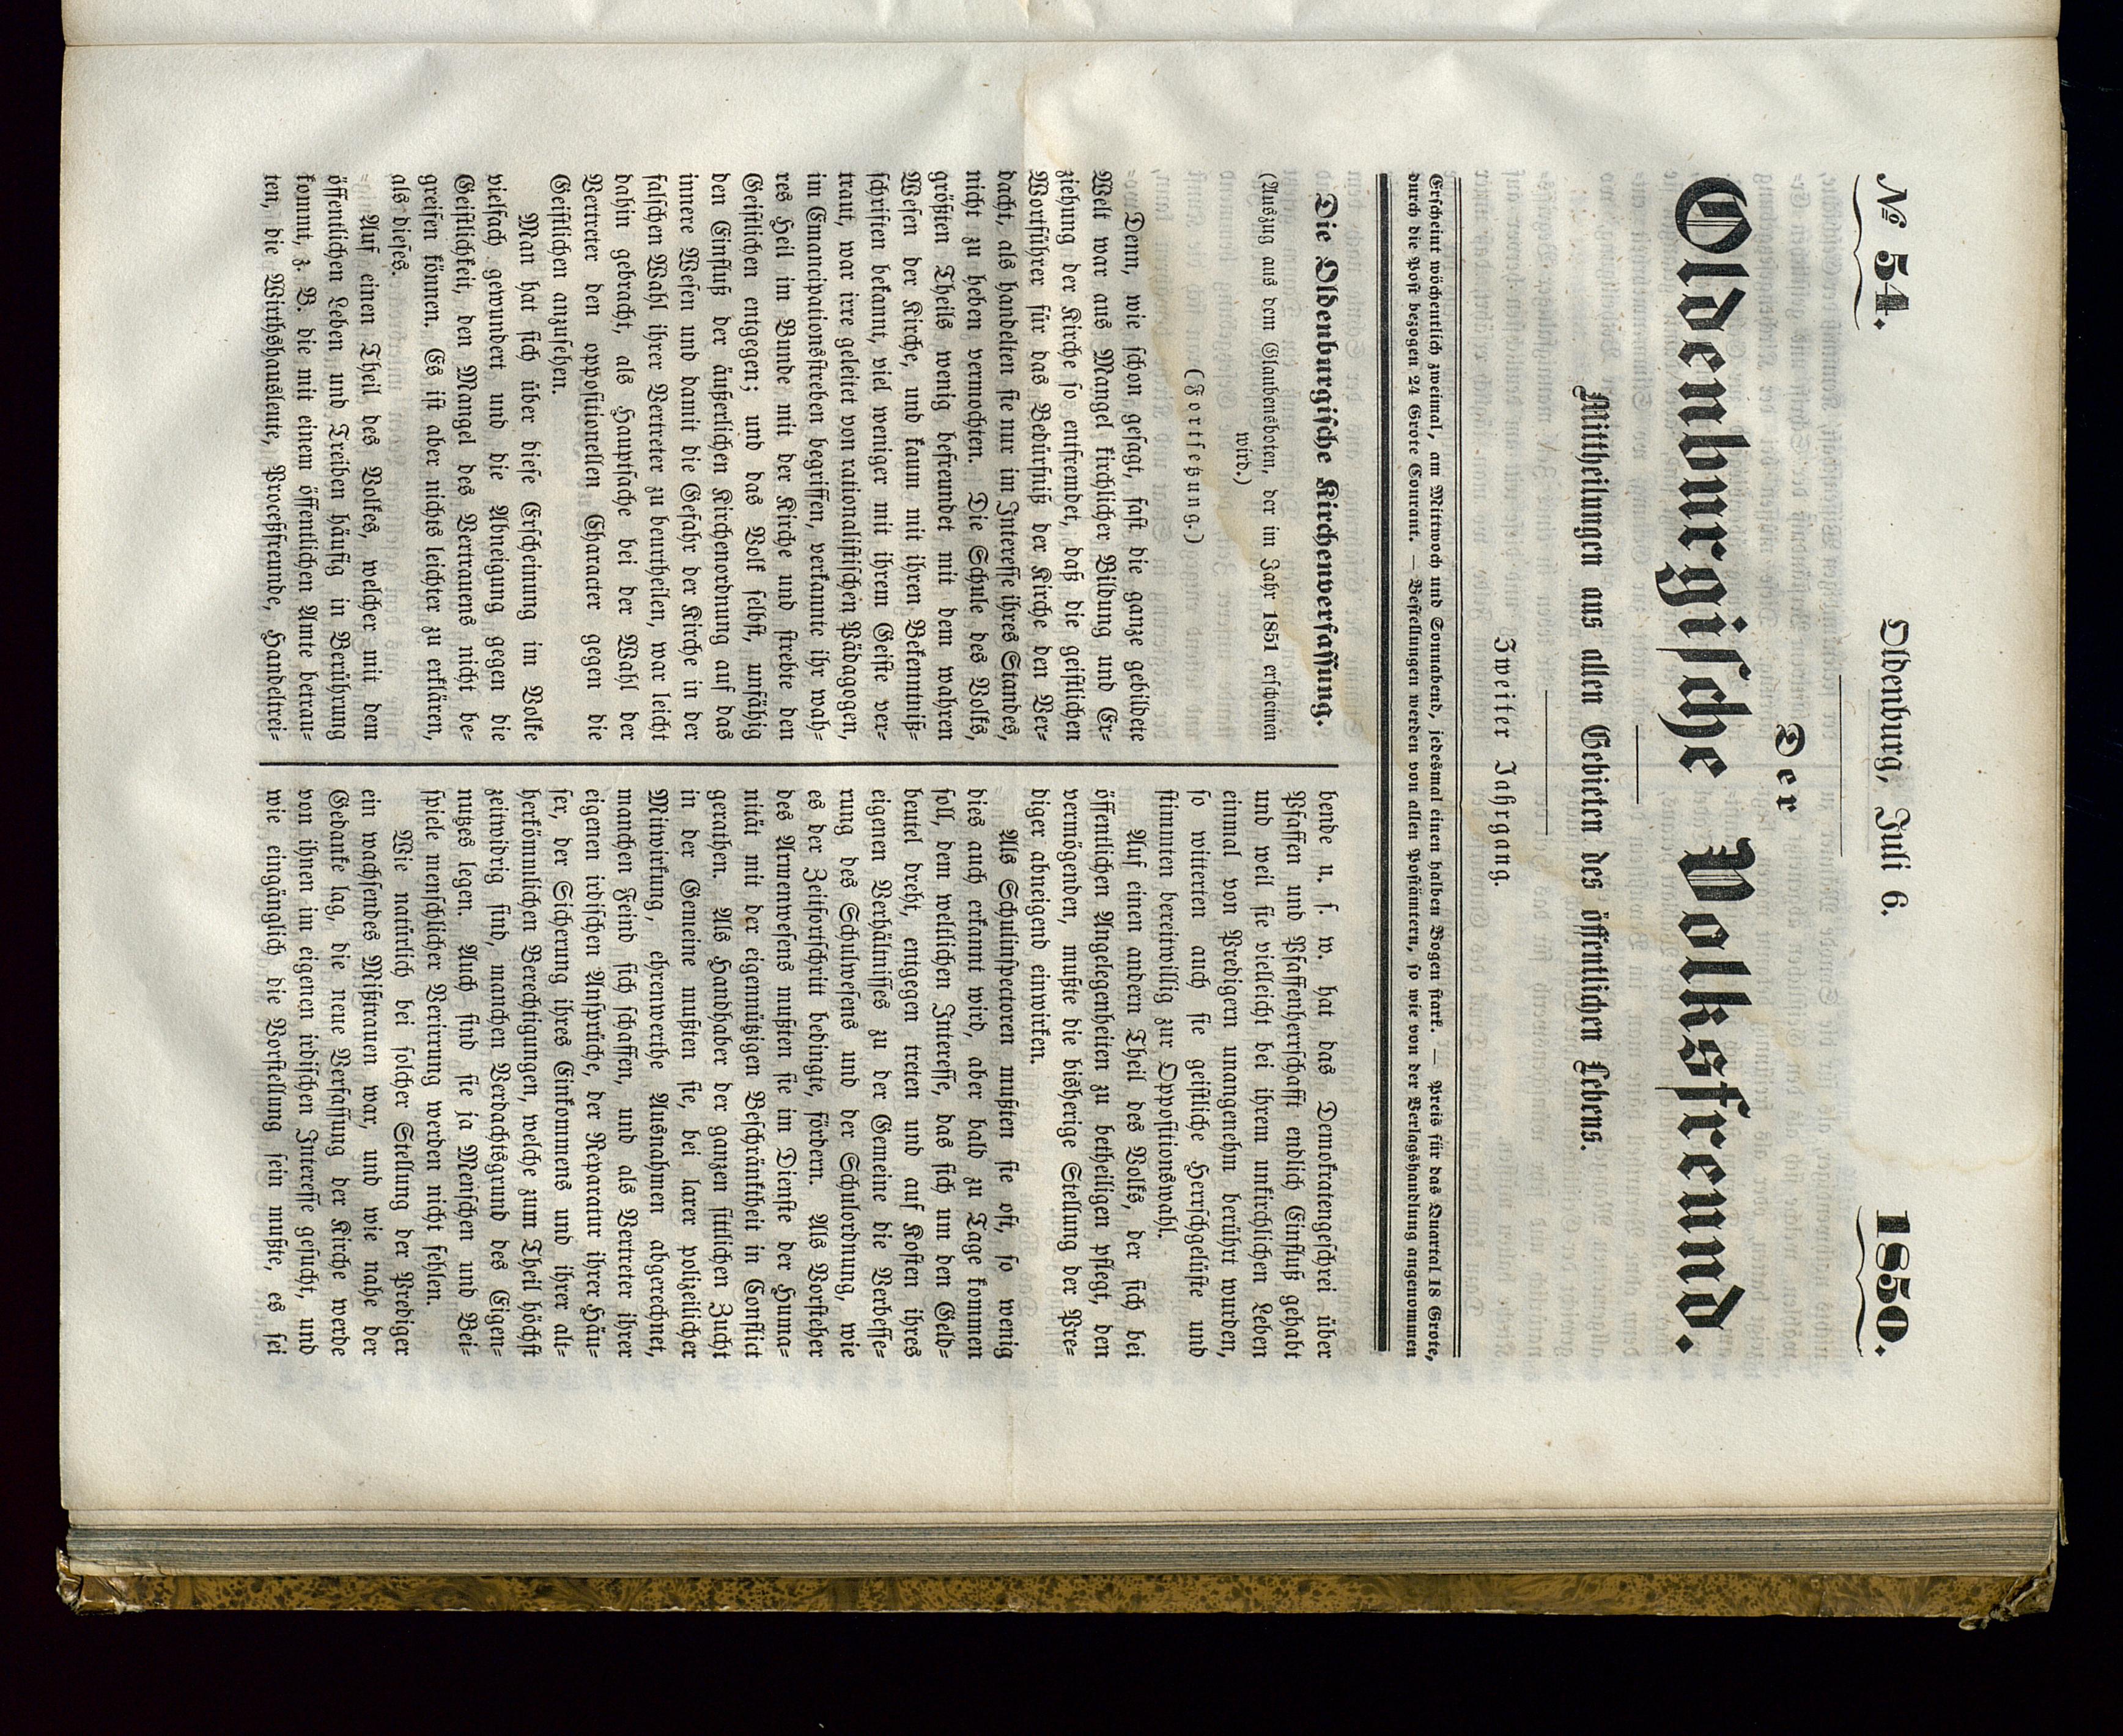 № 54.
Oldenburg, Juli 6.
1850.
Der
Oldenburgische Volksfreund.
Mittheilungen aus allen Gebieten des öffentlichen Lebens.
Zweiter Jahrgang.
Erscheint wöchentlich zweimal, am Mittwoch und Sonnabend, jedesmal einen halben Bogen stark. — Preis für das Quartal 18 Grote,
durch die Post bezogen 24 Grote Courant. — Bestellungen werden von allen Postämtern, so wie von der Verlagshandlung angenommen
Die Oldenburgische Kirchenverfassung.
(Auszug aus dem Glaubensboten, der im Jahr 1851 erscheinen
wird.)
(Fortsetzung.)
Denn, wie schon gesagt, fast die ganze gebildete
Welt war aus Mangel kirchlicher Bildung und Er-
ziehung der Kirche so entfremdet, daß die geistlichen
Wortführer für das Bedürfniß der Kirche den Ver-
dacht, als handelten sie nur im Interesse ihres Standes,
nicht zu heben vermochten. Die Schule des Volks,
größten Theils wenig befreundet mit dem wahren
Wesen der Kirche, und kaum mit ihren Bekenntniß-
schriften bekannt, viel weniger mit ihrem Geiste ver-
traut, war irre geleitet von rationalistischen Pädagogen,
im Emancipationsstreben begriffen, verkannte ihr wah-
res Heil im Bunde mit der Kirche und strebte den
Geistlichen entgegen; und das Volk selbst, unfähig
den Einfluß der äußerlichen Kirchenordnung auf das
innere Wesen und damit die Gefahr der Kirche in der
falschen Wahl ihrer Vertreter zu beurtheilen, war leicht
dahin gebracht, als Hauptsache bei der Wahl der
Vertreter den oppositionellen Character gegen die
Geistlichen anzusehen.
Man hat sich über diese Erscheinung im Volke
vielfach gewundert und die Abneigung gegen die
Geistlichkeit, den Mangel des Vertrauens nicht be-
greifen können. Es ist aber nichts leichter zu erklären,
als dieses.
Auf einen Theil des Volkes, welcher mit dem
öffentlichen Leben und Treiben häufig in Berührung
kommt, z. B. die mit einem öffentlichen Amte betrau-
ten, die Wirthshausleute, Proceßfreunde, Handeltrei-
bende u. s. w. hat das Demokratengeschrei über
Pfaffen und Pfaffenherrschafft endlich Einfluß gehabt
und weil sie vielleicht bei ihrem unkirchlichen Leben
einmal von Predigern unangenehm berührt wurden,
so witterten auch sie geistliche Herrschgelüste und
stimmten bereitwillig zur Oppositionswahl.
Auf einen andern Theil des Volks, der sich bei
öffentlichen Angelegenheiten zu betheiligen pflegt, den
vermögenden, mußte die bisherige Stellung der Pre-
diger abneigend einwirken.
Als Schulinspectoren mußten sie oft, so wenig
dies auch erkannt wird, aber bald zu Tage kommen
soll, dem weltlichen Interesse, das sich um den Geld-
beutel dreht, entgegen treten und auf Kosten ihres
eigenen Verhältnisses zu der Gemeine die Verbesse-
rung des Schulwesens und der Schulordnung, wie
es der Zeitfortschritt bedingte, fördern. Als Vorsteher
des Armenwesens mußten sie im Dienste der Huma-
nität mit der eigennützigen Beschränktheit in Conflict
gerathen. Als Handhaber der ganzen sittlichen Zucht
in der Gemeine mußten sie, bei laxer polizeilicher
Mitwirkung, ehrenwerthe Ausnahmen abgerechnet,
manchen Feind sich schaffen, und als Vertreter ihrer
eigenen irdischen Ansprüche, der Reparatur ihrer Häu-
ser, der Sicherung ihres Einkommens und ihrer alt-
herkömmlichen Berechtigungen, welche zum Theil höchst
zeitwidrig sind, manchen Verdachtsgrund des Eigen-
nutzes legen. Auch sind sie ja Menschen und Bei-
spiele menschlicher Verirrung werden nicht fehlen.
Wie natürlich bei solcher Stellung der Prediger
ein wachsendes Mißtrauen war, und wie nahe der
Gedanke lag, die neue Verfassung der Kirche werde
von ihnen im eigenen irdischen Interesse gesucht, und
wie eingänglich die Vorstellung sein mußte, es sei